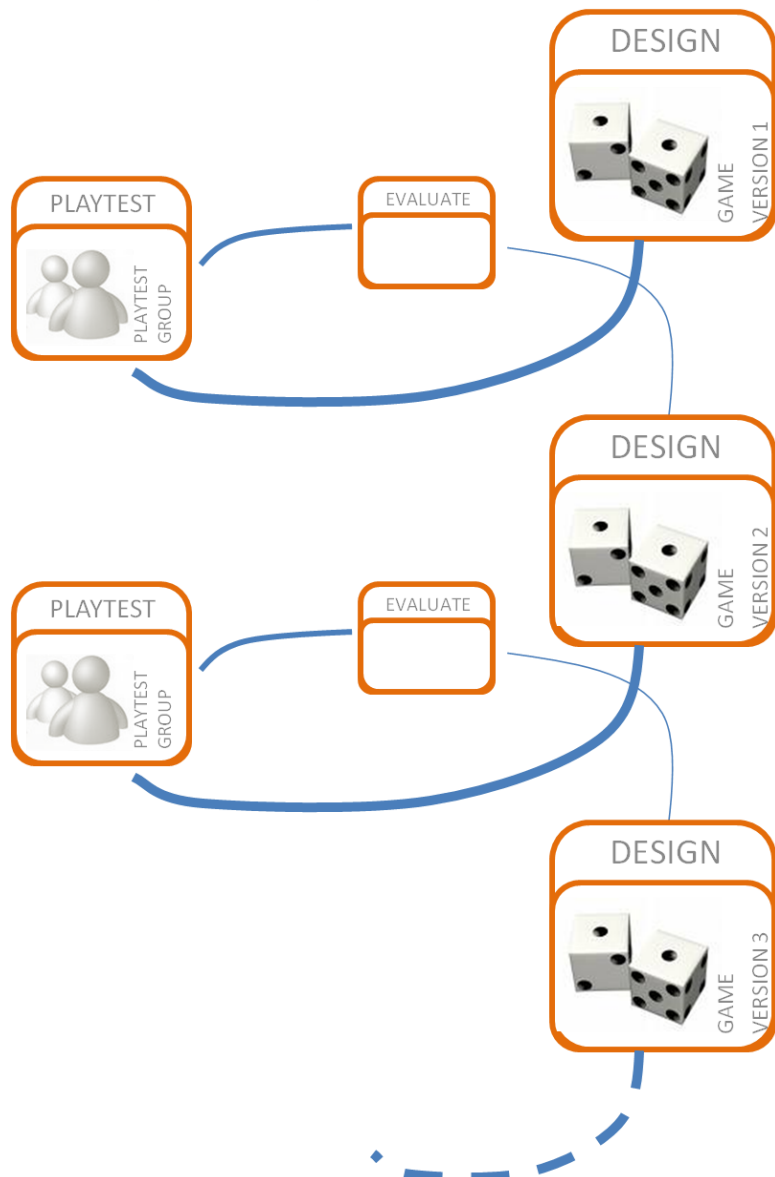 DESIGN
GAME
VERSION 1
PLAYTEST
PLAYTEST
GROUP
EVALUATE
DESIGN
GAME
VERSION 2
PLAYTEST
PLAYTEST
GROUP
EVALUATE
DESIGN
GAME
VERSION 3